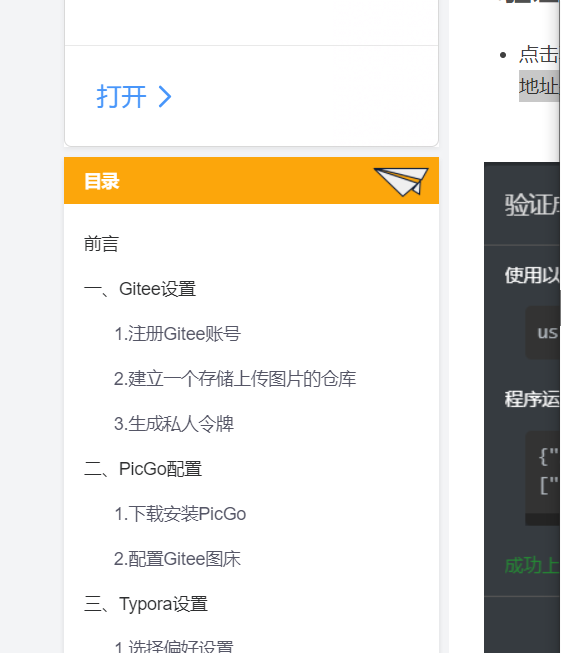 打开
目录
前言
一、Gitee设置
1.注册Gitee账号
2.建立一个存储上传图片的仓库
3.生成私人令牌
二、PicGo配置
1.下载安装PicGo
2.配置Gitee图床
三、Typora设置
1.选择偏好设置
点击
地址
验证
使用以
us
程序运
{"
["
成功上